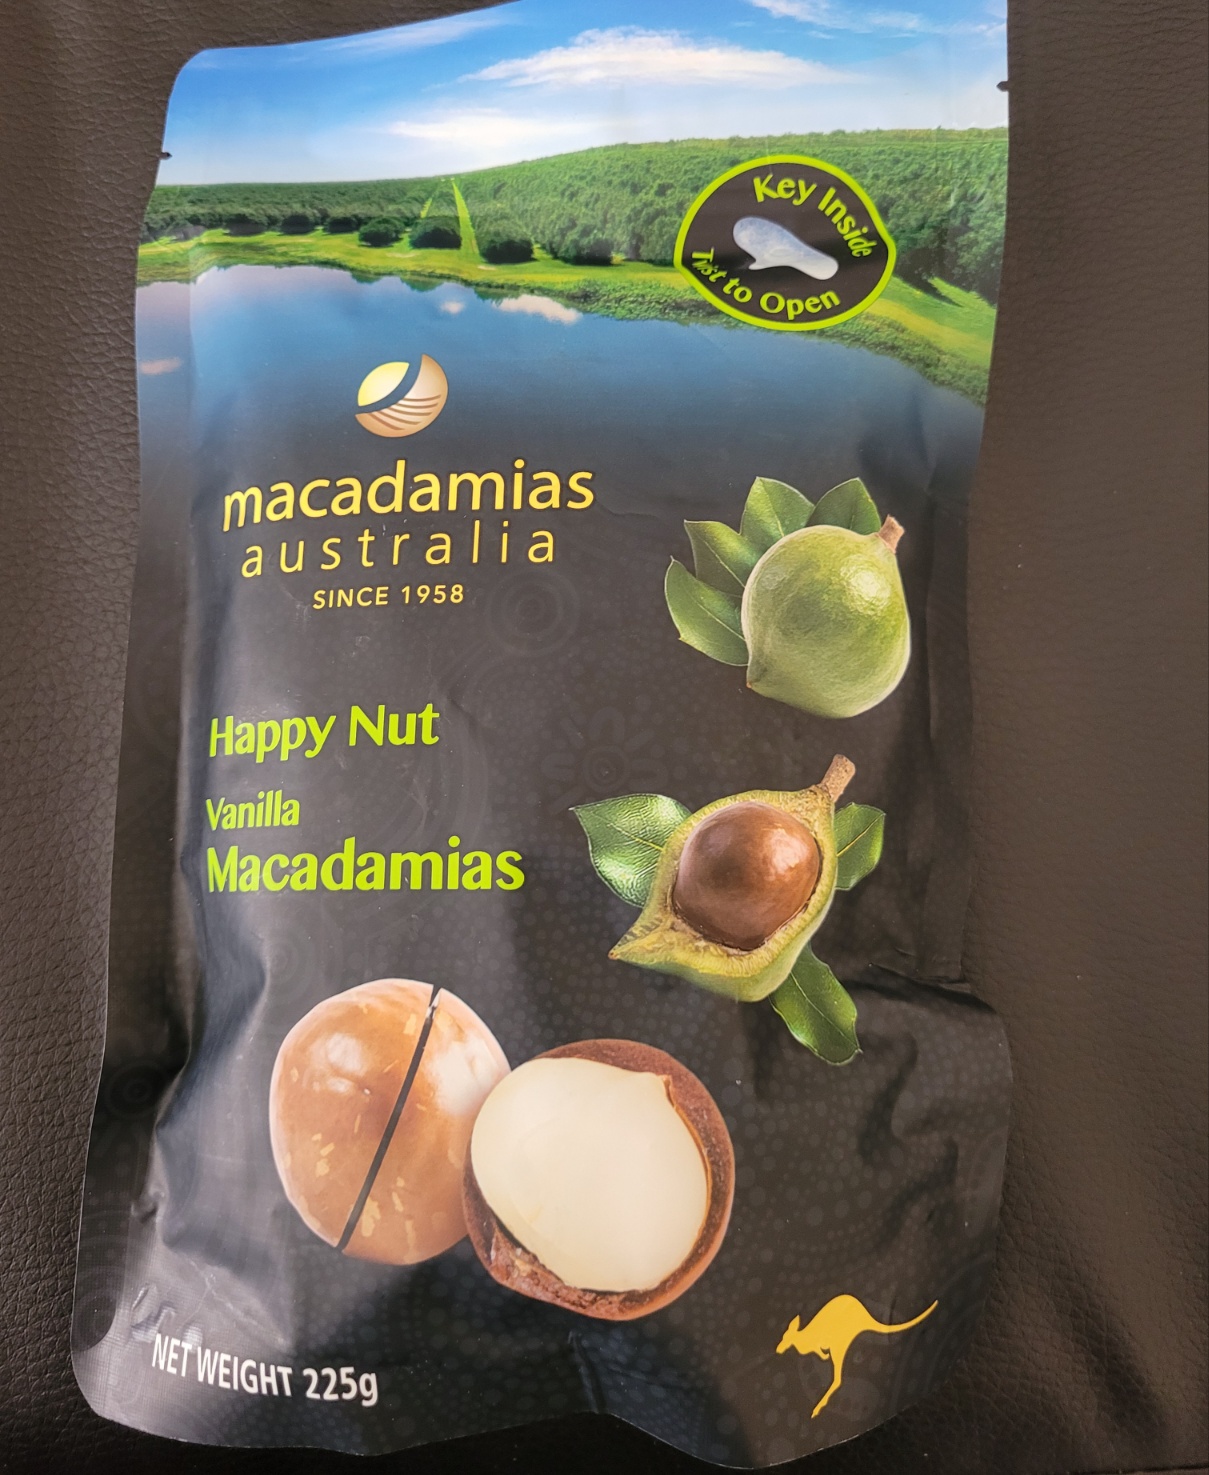 Key Inside
Twist to Open
macadamias
australia
SINCE 1958
Happy Nut
Vanilla
Macadamias
NET WEIGHT 225g